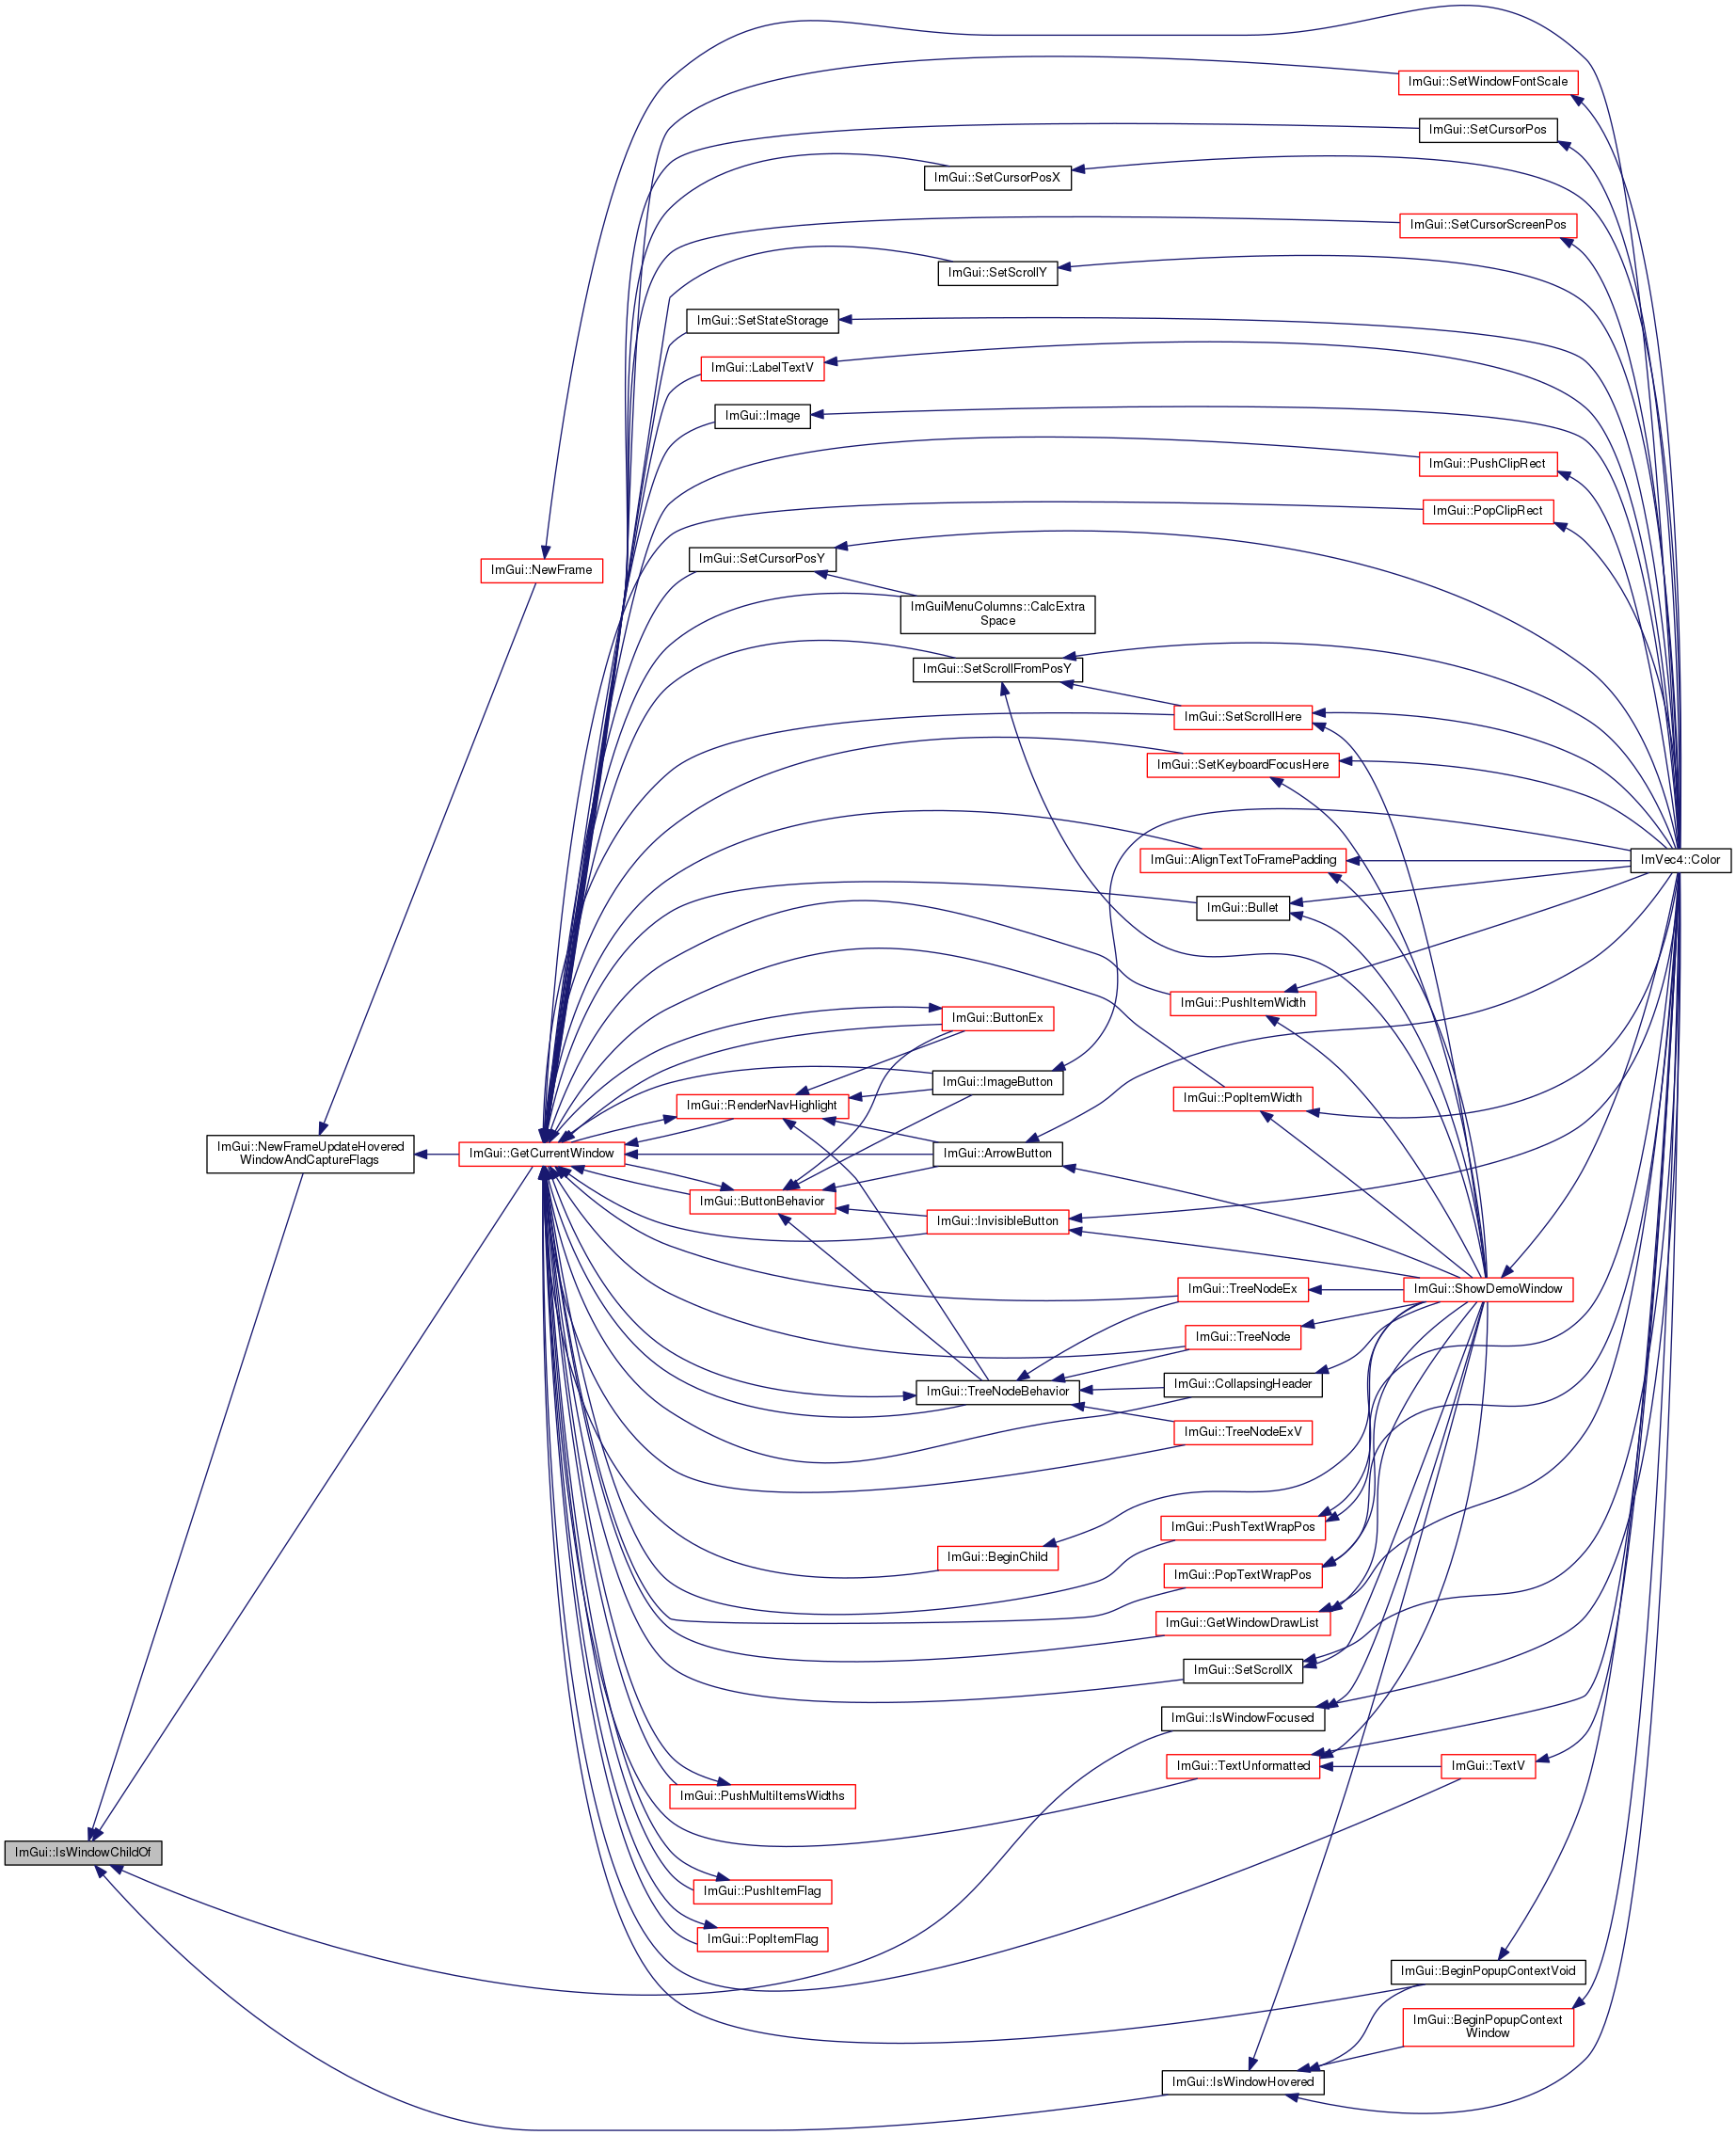 ImGui::SetWindowFontScale
ImGui::SetCursorPos
ImGui::SetCursorPosX
ImGui::SetCursorScreenPos
ImGui::SetScrollY
ImGui::SetStateStorage
ImGui::LabelTextV
ImGui::Image
ImGui::PushClipRect
ImGui::PopClipRect
ImGui::SetCursorPosY
ImGui::NewFrame
ImGuiMenuColumns::CalcExtra
Space
ImGui::SetScrollFromPosY
ImGui::SetScrollHere
ImGui::SetKeyboardFocusHere
ImGui::AlignTextToFramePadding
ImVec4::Color
ImGui::Bullet
ImGui::PushItemWidth
ImGui::ButtonEx
ImGui::ImageButton
ImGui::PopItemWidth
ImGui::RenderNavHighlight
ImGui::NewFrameUpdateHovered
WindowAndCaptureFlags
ImGui::GetCurrentWindow
ImGui::ArrowButton
ImGui::ButtonBehavior
ImGui::InvisibleButton
ImGui::TreeNodeEx
ImGui::ShowDemoWindow
ImGui::TreeNode
ImGui::TreeNodeBehavior
ImGui::CollapsingHeader
ImGui::TreeNodeExV
ImGui::PushTextWrapPos
ImGui::BeginChild
ImGui::PopTextWrapPos
ImGui::GetWindowDrawList
ImGui::SetScrollX
ImGui::IsWindowFocused
ImGui::TextUnformatted
ImGui::TextV
ImGui::PushMultiItemsWidths
ImGui::IsWindowChildOf
ImGui::PushItemFlag
ImGui::PopItemFlag
ImGui::BeginPopupContextVoid
ImGui::BeginPopupContext
Window
ImGui::IsWindowHovered